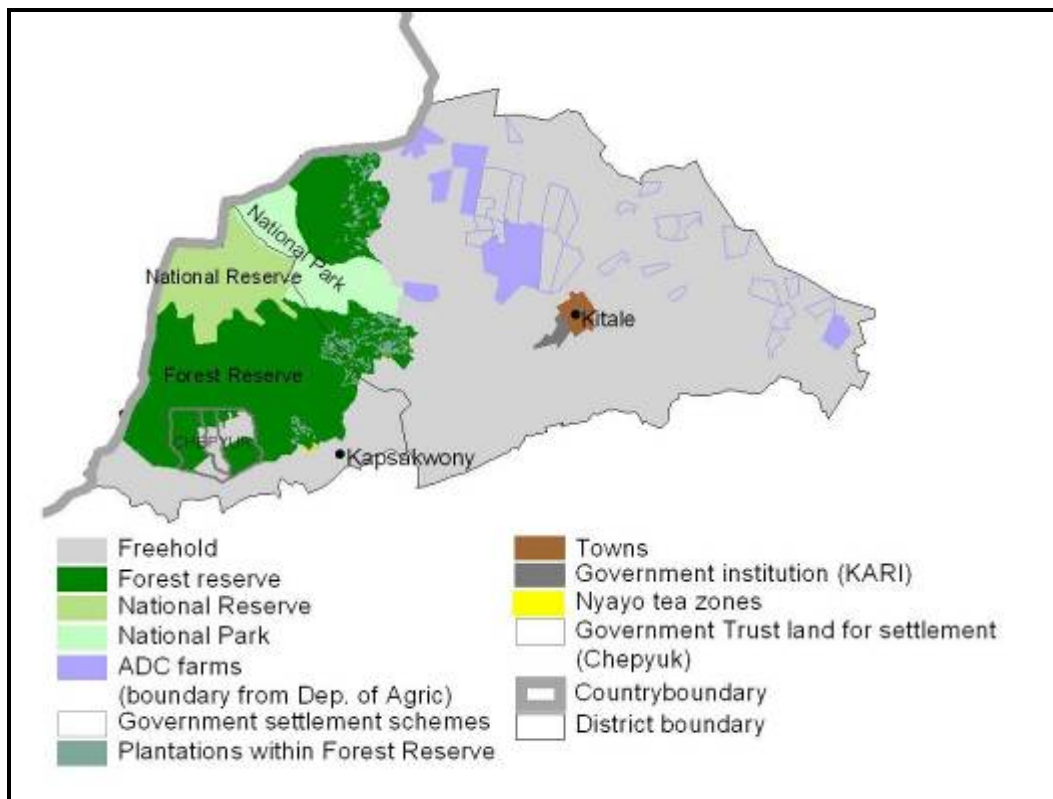 National Park
National Reserve
Kitale
Forest Reserve
CHEPYUK
Kapsakwony
Freehold
Forest reserve
National Reserve
National Park
ADC farms
(boundary from Dep. of Agric)
Government settlement schemes
Plantations within Forest Reserve
Towns
Government institution (KARI)
Nyayo tea zones
Government Trust land for settlement
(Chepyuk)
Countryboundary
District boundary